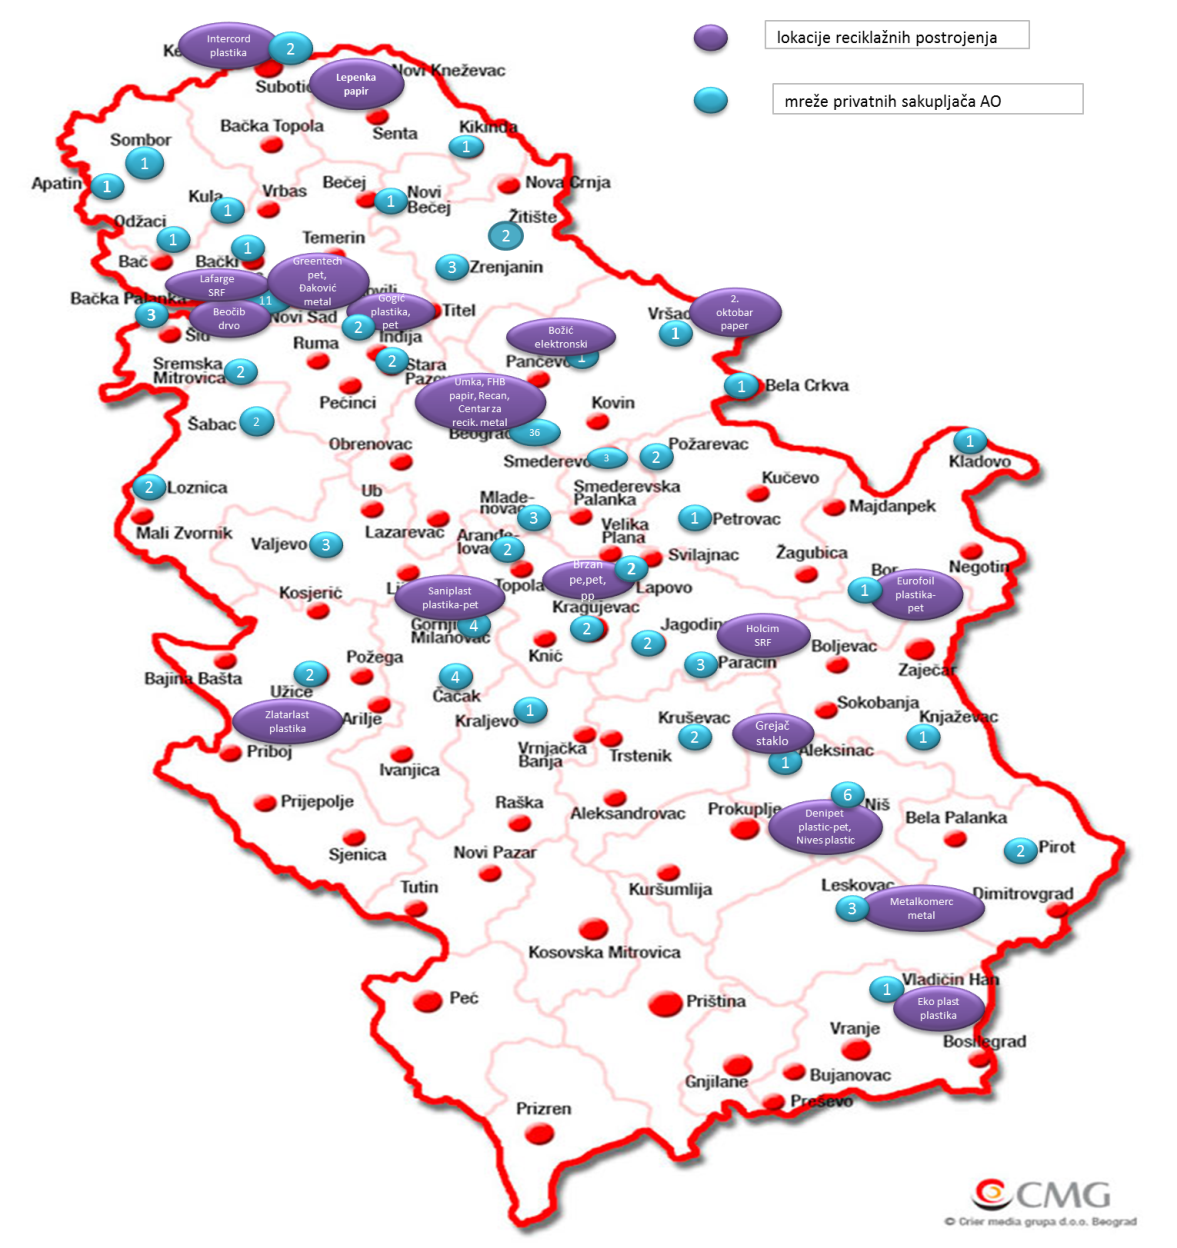 lokacije reciklažnih postrojenja
mreže privatnih sakupljača AO
Intercord
plastika
2
Subotic
Lepenka
papir
Novi Kneževac
Senta
Bačka Topola
Kikinda
1
Sombor
1
Apatin
1
Kula
1
Vrbas
Bečej
1
Novi
Bečej
Nova Crnja
Žitište
2
Odžaci
1
Bač
1
Bački
Temerin
3
Zrenjanin
Lafarge
SRF
Greentech
pet,
Đaković
metal
11
Bačka Palanka
3
Beočib
drvo
Novi Sad
Gogić
plastika,
pet
2
Titel
Inđija
Šid
Ruma
2
Stara
Pazov
Sremska
Mitrovica
2
Pećinci
Božić
elektronski
Pančevo
1
Vršac
1
2.
oktobar
paper
1
Bela Crkva
Umka, FHB
papir, Recan,
Centar za
recik. metal
Beograd
36
Kovin
Šabac
2
Obrenovac
Smederevo
3
2
Požarevac
1
Kladovo
2
Loznica
Mali Zvornik
Ub
Lazarevac
Mlade-
novac
3
Smederevska
Palanka
Kučevo
Majdanpek
1
Petrovac
Velika
Plana
Valjevo
3
Aranđe-
lovac
2
Topola
Svilajnac
Žagubica
Negotin
Kosjerić
Saniplast
plastika-pet
Gornji
Milanovac
4
Brzan
pe,pet,
pp
2
Lapovo
Kragujevac
2
Bor
1
Eurofoil
plastika-
pet
Knić
2
Holcim
SRF
3
Paraćin
Boljevac
Zaječar
Bajina Bašta
Požega
2
Užice
4
Čačak
Zlatarlast
plastika
Arilje
Priboj
Ivanjica
Kraljevo
1
Vrnjačka
Banja
Trstenik
Kruševac
2
Grejač
staklo
Aleksinac
1
Sokobanja
Knjaževac
1
Prijepolje
Sjenica
Raška
Aleksandrovac
Prokuplje
6
Niš
Denipet
plastic-pet,
Nives plastic
Bela Palanka
2
Pirot
Novi Pazar
Tutin
Kuršumlija
Leskovac
3
Metalkomerc
metal
Dimitrovgrad
Kosovska Mitrovica
Peć
Priština
Vladičin Han
1
Eko plast
plastika
Vranje
Bosilegrad
Gnjilane
Bujanovac
Preševo
Prizren
CMG
© Crier media grupa d.o.o. Beograd